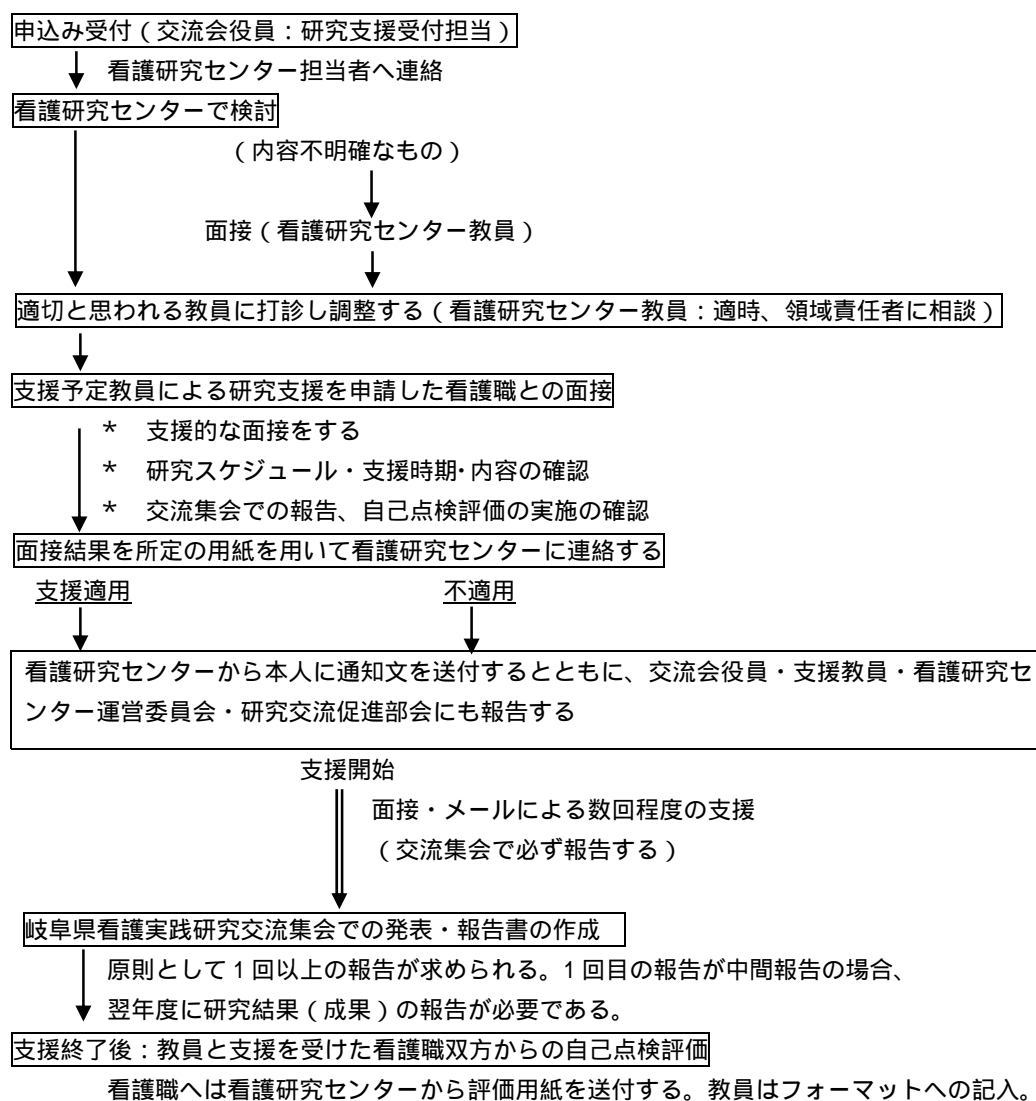 申込み受付（交流会役員：研究支援受付担当）
看護研究センター担当者へ連絡
看護研究センターで検討
（内容不明確なもの）
面接（看護研究センター教員）
適切と思われる教員に打診し調整する（看護研究センター教員：適時、領域責任者に相談）
支援予定教員による研究支援を申請した看護職との面接
＊　支援的な面接をする
＊　研究スケジュール・支援時期･内容の確認
＊　交流集会での報告、自己点検評価の実施の確認
面接結果を所定の用紙を用いて看護研究センターに連絡する
支援適用　不適用
看護研究センターから本人に通知文を送付するとともに、交流会役員・支援教員・看護研究セ
ンター運営委員会・研究交流促進部会にも報告する
支援開始
面接・メールによる数回程度の支援
（交流集会で必ず報告する）
岐阜県看護実践研究交流集会での発表・報告書の作成
原則として1回以上の報告が求められる。1回目の報告が中間報告の場合、
翌年度に研究結果（成果）の報告が必要である。
支援終了後：教員と支援を受けた看護職双方からの自己点検評価
看護職へは看護研究センターから評価用紙を送付する。教員はフォーマットへの記入。